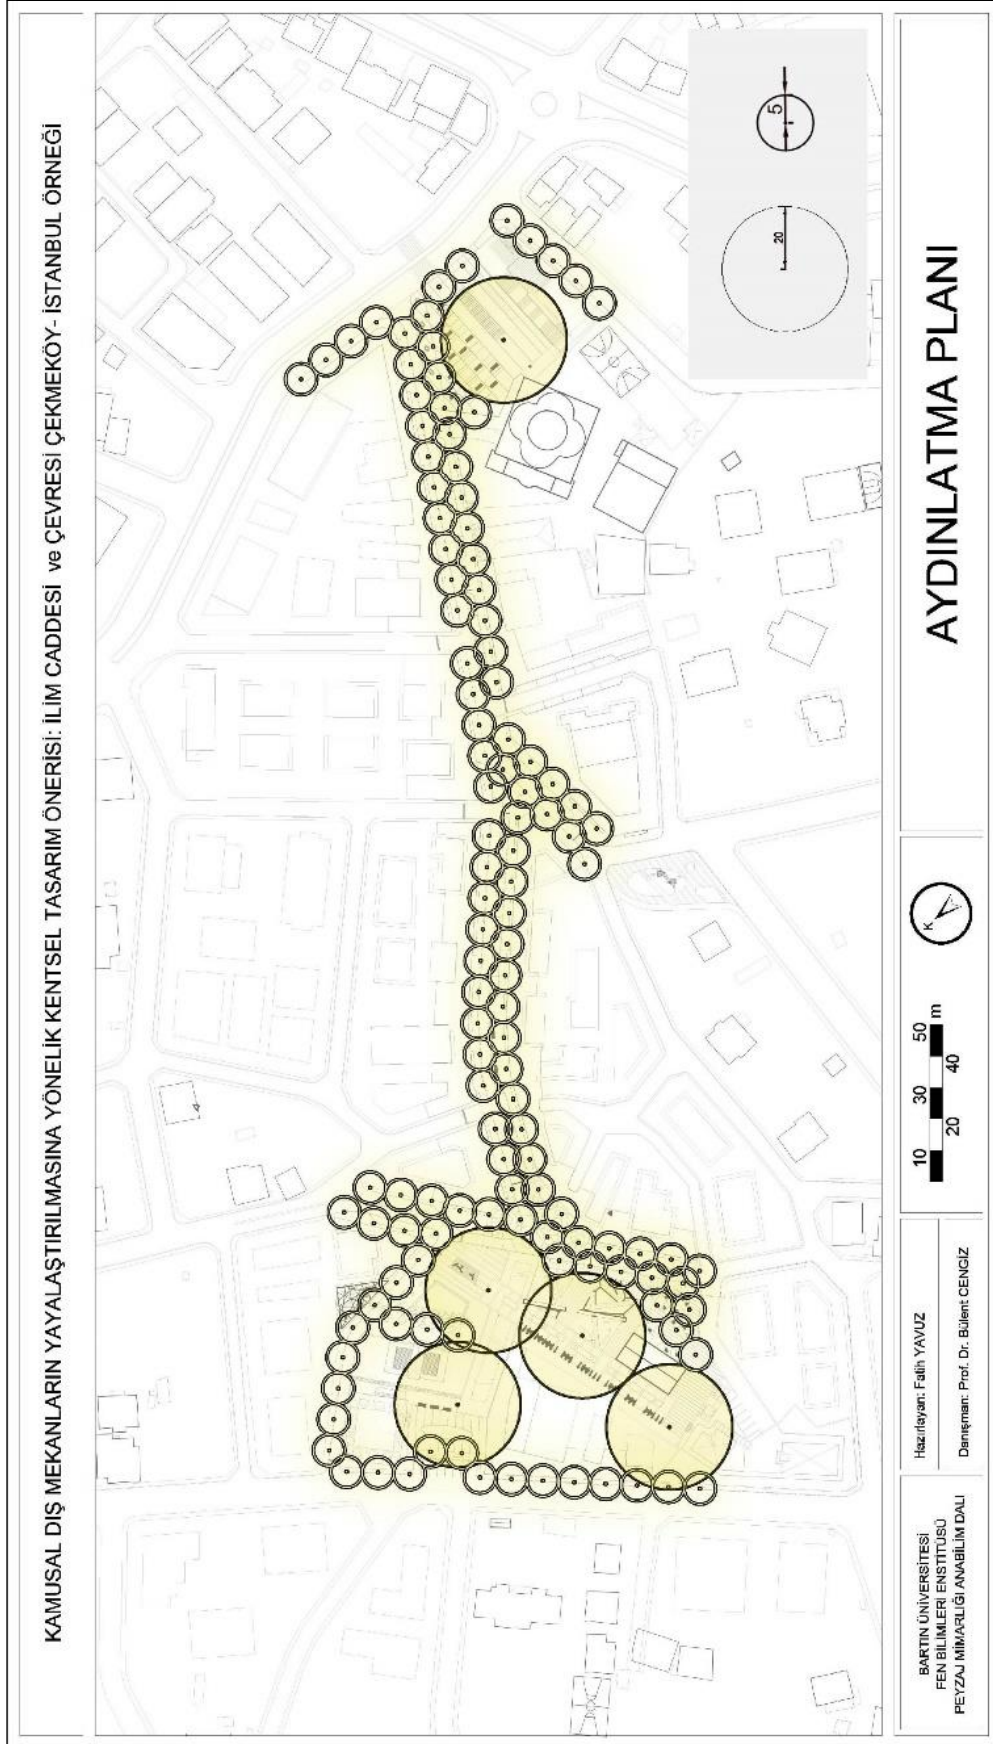 KAMUSAL DIŞ MEKANLARIN YAYALAŞTIRILMASINA YÖNELİK KENTSEL TASARIM ÖNERİSİ: İLİM CADDESİ ve ÇEVRESİ ÇEKMEKÖY- İSTANBUL ÖRNEĞİ
20
5
BARTIN ÜNİVERSİTESİ
FEN BİLİMLERİ ENSTİTÜSÜ
PEYZAJ MİMARLIĞI ANABİLİM DALI
Hazırlayan: Fatih YAVUZ
Danışman: Prof. Dr. Bülent CENGİZ
10 30 50 m
20 40
K
AYDINLATMA PLANI